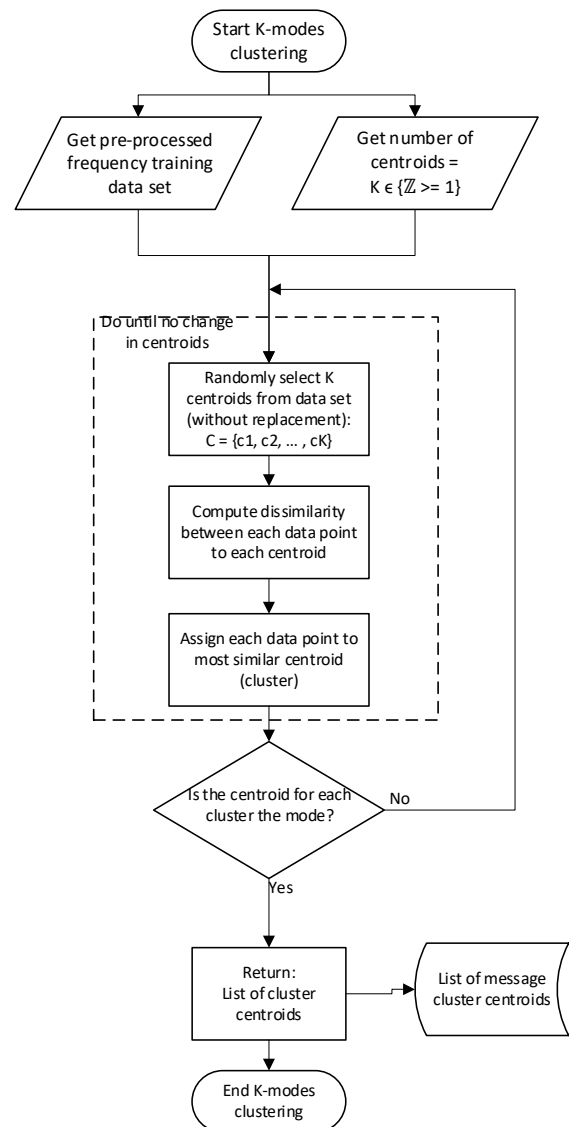 Start K-modes
clustering
Get pre-processed
frequency training
data set
Get number of
centroids =
K ϵ {ℤ >= 1}
Do until no change
in centroids
Randomly select K
centroids from data set
(without replacement):
C = {c1, c2, ... , cK}
Compute dissimilarity
between each data point
to each centroid
Assign each data point to
most similar centroid
(cluster)
Is the centroid for each
cluster the mode?
No
Yes
Return:
List of cluster
centroids
List of message
cluster centroids
End K-modes
clustering